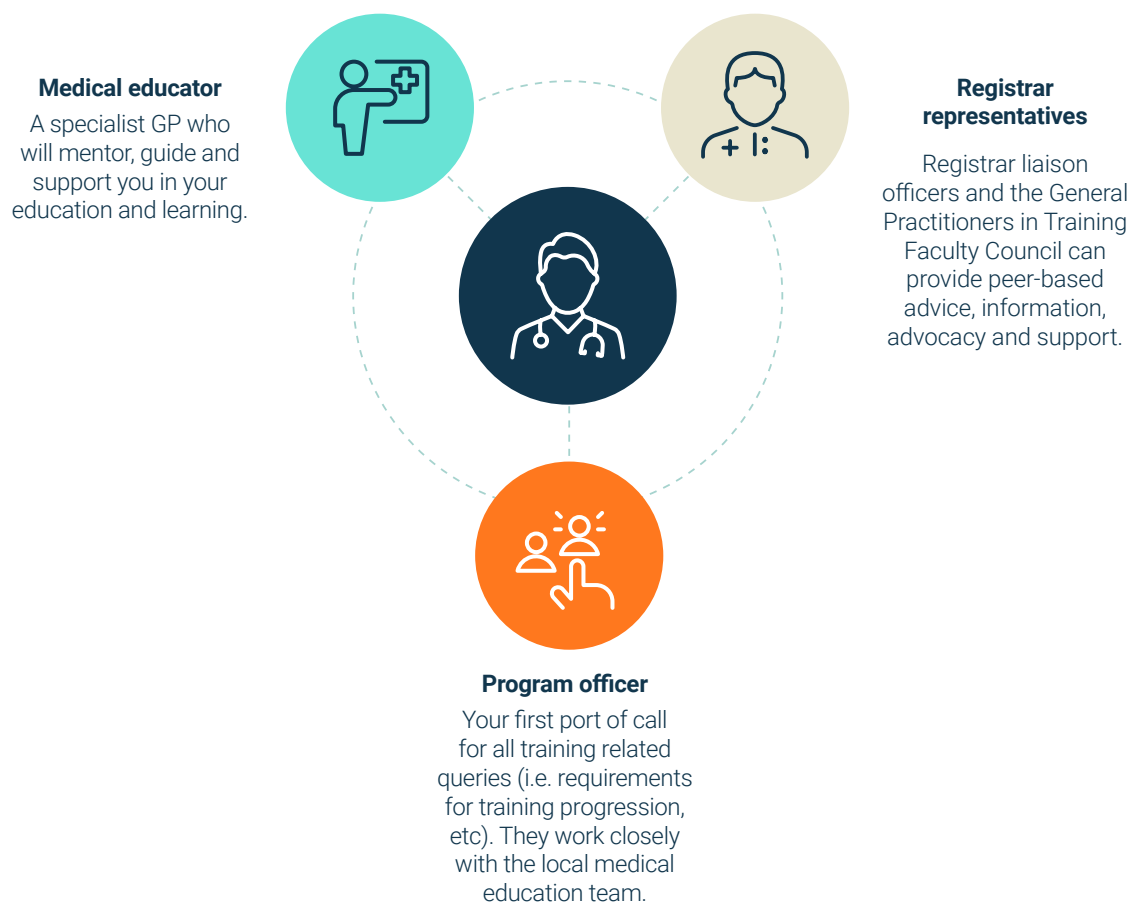 Medical educator
A specialist GP who
will mentor, guide and
support you in your
education and learning.
Registrar
representatives
Registrar liaison
officers and the General
Practitioners in Training
Faculty Council can
provide peer-based
advice, information,
advocacy and support.
Program officer
Your first port of call
for all training related
queries (i.e. requirements
for training progression,
etc). They work closely
with the local medical
education team.